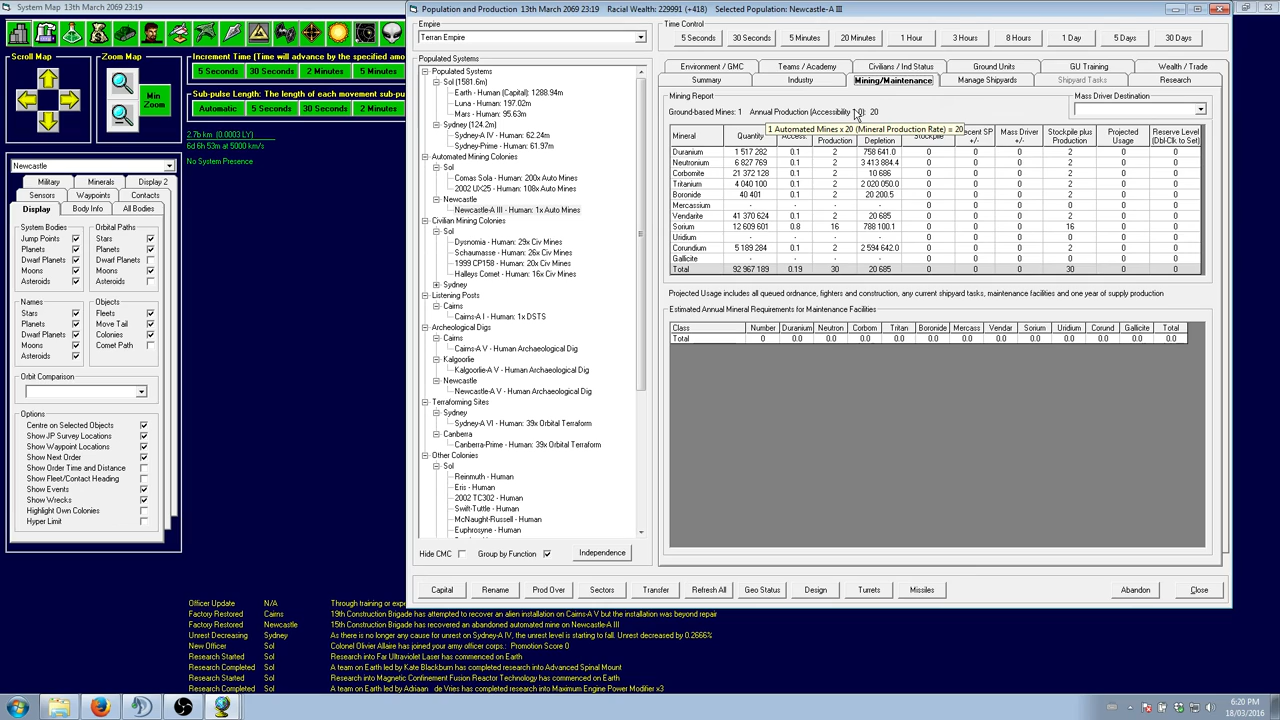 System Map  13th March 2069 23:19
Population and Production  13th March 2069 23:19    Racial Wealth: 229991 (+418)    Selected Population: Newcastle-A III
Scroll Map
Zoom Map
Min Zoom
Increment Time (Time will advance by the specified amo
5 Seconds 30 Seconds 2 Minutes 5 Minutes
Sub-pulse Length: The length of each movement sub-pu
Automatic 5 Seconds 30 Seconds 2 Minutes
2.7b km  (0.0003 LY)
6d 6h 53m at 5000 km/s
No System Presence
Newcastle
Military Minerals Display 2
Sensors Waypoints Contacts
Display Body Info All Bodies
System Bodies
Jump Points
Planets
Dwarf Planets
Moons
Asteroids
Orbital Paths
Stars
Planets
Dwarf Planets
Moons
Asteroids
Names
Stars
Planets
Dwarf Planets
Moons
Asteroids
Objects
Fleets
Move Tail
Colonies
Comet Path
Orbit Comparison
Options
Centre on Selected Objects
Show JP Survey Locations
Show Waypoint Locations
Show Next Order
Show Order Time and Distance
Show Fleet/Contact Heading
Show Events
Show Wrecks
Highlight Own Colonies
Hyper Limit
Empire
Terran Empire
Time Control
5 Seconds 30 Seconds 5 Minutes 20 Minutes 1 Hour 3 Hours 8 Hours 1 Day 5 Days 30 Days
Populated Systems
Populated Systems
Sol (1581.6m)
Earth - Human (Capital): 1288.94m
Luna - Human: 197.02m
Mars - Human: 95.63m
Sydney (124.2m)
Sydney-A IV - Human: 62.24m
Sydney-Prime - Human: 61.97m
Automated Mining Colonies
Sol
Comas Sola - Human: 200x Auto Mines
2002 UX25 - Human: 108x Auto Mines
Newcastle
Newcastle-A III - Human: 1x Auto Mines
Civilian Mining Colonies
Sol
Dysnomia - Human: 29x Civ Mines
Schaumasse - Human: 26x Civ Mines
1999 CP158 - Human: 20x Civ Mines
Halleys Comet - Human: 16x Civ Mines
Sydney
Listening Posts
Cairns
Cairns-A I - Human: 1x DSTS
Archeological Digs
Cairns
Cairns-A V - Human Archaeological Dig
Kalgoorlie
Kalgoorlie-A V - Human Archaeological Dig
Newcastle
Newcastle-A V - Human Archaeological Dig
Terraforming Sites
Sydney
Sydney-A VI - Human: 39x Orbital Terraform
Canberra
Canberra-Prime - Human: 39x Orbital Terraform
Other Colonies
Sol
Reinmuth - Human
Eris - Human
2002 TC302 - Human
Swift-Tuttle - Human
McNaught-Russell - Human
Euphrosyne - Human
Hide CMC Group by Function Independence
Environment / GMC Teams / Academy Civilians / Ind Status Ground Units GU Training Wealth / Trade
Summary Industry Mining/Maintenance Manage Shipyards Shipyard Tasks Research
Mining Report
Ground-based Mines: 1 Annual Production (Accessibility 20
Mass Driver Destination
1 Automated Mines x 20 (Mineral Production Rate) = 20
Mineral Quantity Access. Production Depletion Stockpile ecent SP +/- Mass Driver +/- Stockpile plus Production Projected Usage Reserve Level (Dbl-Clk to Set)
Duranium 1 517 282 0.1 2 758 641.0 0 0 0 2 0 0
Neutronium 6 827 769 0.1 2 3 413 884.4 0 0 0 2 0 0
Corbomite 21 372 128 0.1 2 10 686 0 0 0 2 0 0
Tritanium 4 040 100 0.1 2 2 020 050.0 0 0 0 2 0 0
Boronide 40 401 0.1 2 20 200.5 0 0 0 2 0 0
Mercassium - - - - 0 0 0 0 0 0
Vendarite 41 370 624 0.1 2 20 685 0 0 0 2 0 0
Sorium 12 609 601 0.8 16 788 100.1 0 0 0 16 0 0
Uridium - - - - 0 0 0 0 0 0
Corundium 5 189 284 0.1 2 2 594 642.0 0 0 0 2 0 0
Gallicite - - - - 0 0 0 0 0 0
Total 92 967 189 0.19 30 20 685 0 0 0 30 0 0
Projected Usage includes all queued ordnance, fighters and construction, any current shipyard tasks, maintenance facilities and one year of supply production
Estimated Annual Mineral Requirements for Maintenance Facilities
Class Number Duranium Neutron Corbom Tritan Boronide Mercass Vendar Sorium Uridium Corund Gallicite Total
Total 0 0.0 0.0 0.0 0.0 0.0 0.0 0.0 0.0 0.0 0.0 0.0 0.0
Capital Rename Prod Over Sectors Transfer Refresh All Geo Status Design Turrets Missiles Abandon Close
Officer Update N/A Through training or exp
Factory Restored Cairns 19th Construction Brigade has attempted to recover an alien installation on Cairns-A V but the installation was beyond repair
Factory Restored Newcastle 15th Construction Brigade has recovered an abandoned automated mine on Newcastle-A III
Unrest Decreasing Sydney As there is no longer any cause for unrest on Sydney-A IV, the unrest level is starting to fall. Unrest decreased by 0.2666%
New Officer Sol Colonel Olivier Allaire has joined your army officer corps.: Promotion Score 0
Research Started Sol Research into Far Ultraviolet Laser has commenced on Earth
Research Completed Sol A team on Earth led by Kate Blackburn has completed research into Advanced Spinal Mount
Research Started Sol Research into Magnetic Confinement Fusion Reactor Technology has commenced on Earth
Research Completed Sol A team on Earth led by Adriaan de Vries has completed research into Maximum Engine Power Modifier x3
6:20 PM
18/03/2016